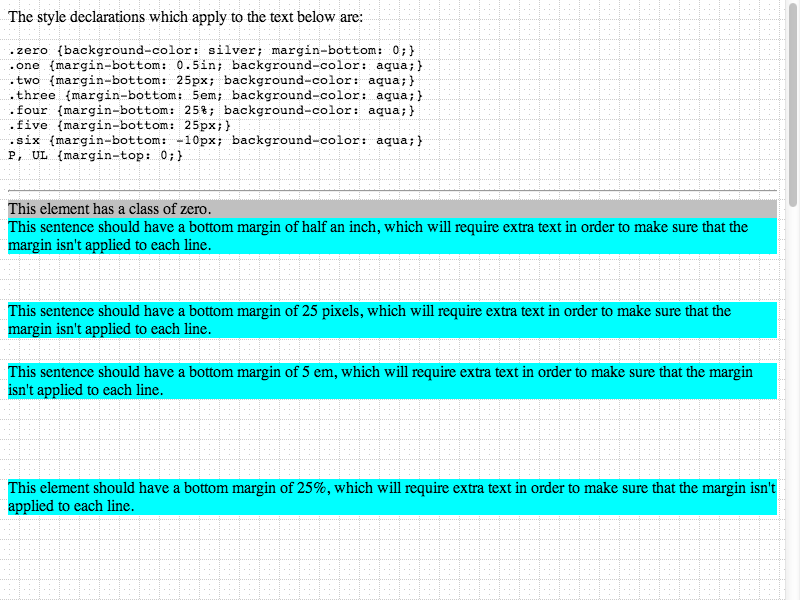 The style declarations which apply to the text below are:
.zero {background-color: silver; margin-bottom: 0;}
.one {margin-bottom: 0.5in; background-color: aqua;}
.two {margin-bottom: 25px; background-color: aqua;}
.three {margin-bottom: 5em; background-color: aqua;}
.four {margin-bottom: 25%; background-color: aqua;}
.five {margin-bottom: 25px;}
.six {margin-bottom: -10px; background-color: aqua;}
P, UL {margin-top: 0;}
This element has a class of zero.
This sentence should have a bottom margin of half an inch, which will require extra text in order to make sure that the
margin isn't applied to each line.
This sentence should have a bottom margin of 25 pixels, which will require extra text in order to make sure that the
margin isn't applied to each line.
This sentence should have a bottom margin of 5 em, which will require extra text in order to make sure that the margin
isn't applied to each line.
This element should have a bottom margin of 25%, which will require extra text in order to make sure that the margin isn't
applied to each line.